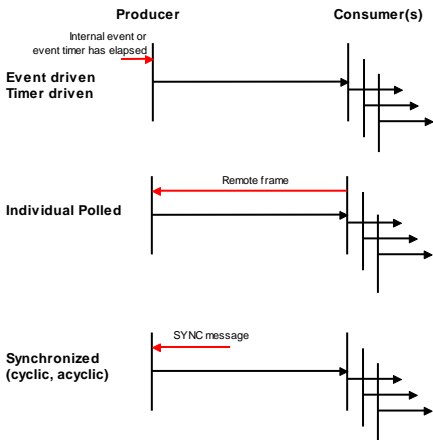 Producer
Consumer(s)
Internal event or
event timer has elapsed
Event driven
Timer driven
Remote frame
Individual Polled
SYNC message
Synchronized
(cyclic, acyclic)